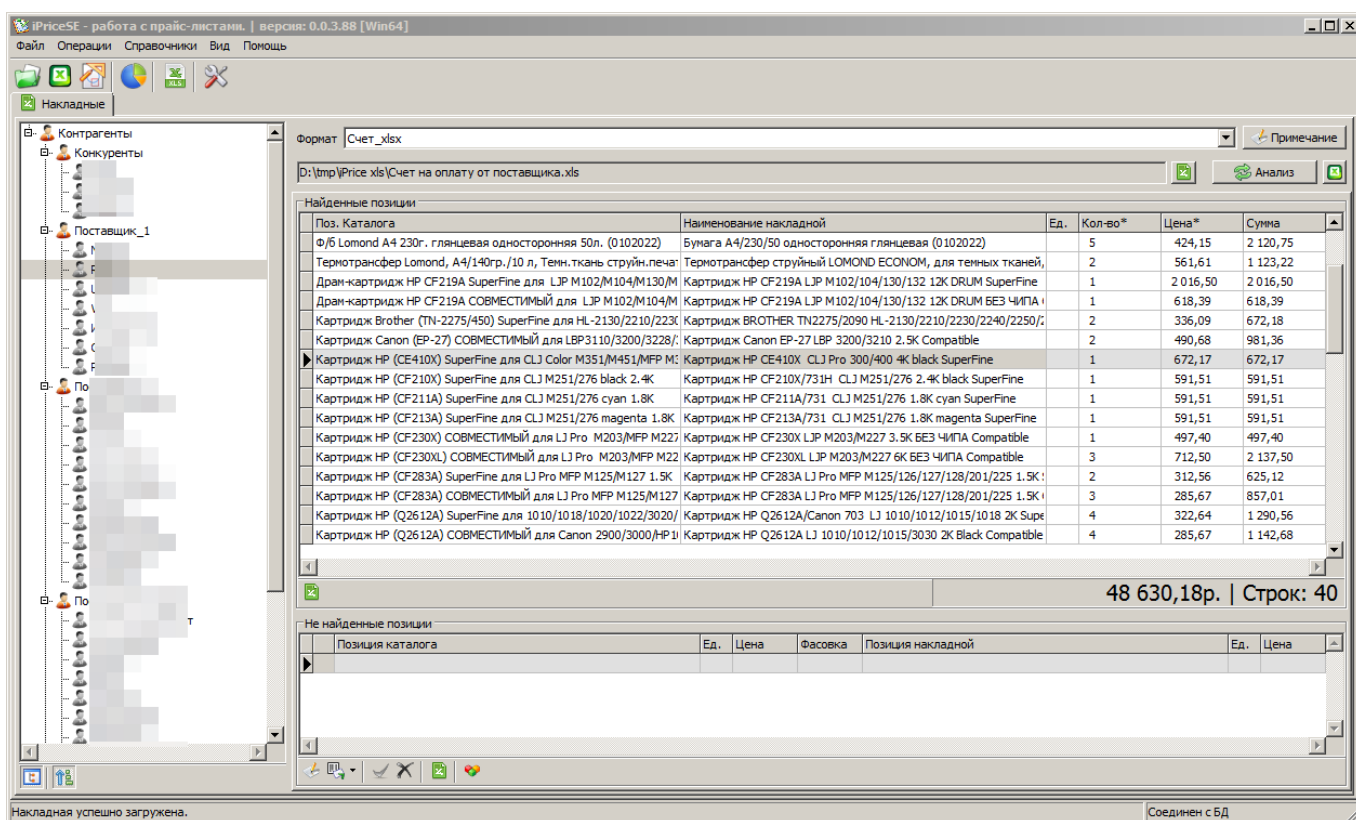 iPriceSE - работа с прайс-листами. | версия: 0.0.3.88 [Win64]
Файл Операции Справочники Вид Помощь
XLS
Накладные
Контрагенты
Конкуренты
Поставщик_1
По
По
Формат Счет_xlsx Примечание
D:\tmp\iPrice xls\Счет на оплату от поставщика.xls Анализ
Найденные позиции
Поз. Каталога Наименование накладной Ед. Кол-во* Цена* Сумма
Ф/б Lomond A4 230г. глянцевая односторонняя 50л. (0102022) Бумага А4/230/50 односторонняя глянцевая (0102022) 5 424,15 2 120,75
Термотрансфер Lomond, А4/140гр./10 л, Темн.ткань струйн.печа Термотрансфер струйный LOMOND ECONOM, для темных тканей, 2 561,61 1 123,22
Драм-картридж HP CF219A SuperFine для LJP M102/M104/M130/M Картридж HP CF219A LJP M102/104/130/132 12K DRUM SuperFine 1 2 016,50 2 016,50
Драм-картридж HP CF219A СОВМЕСТИМЫЙ для LJP M102/M104/M Картридж HP CF219A LJP M102/104/130/132 12K DRUM БЕЗ ЧИПА 1 618,39 618,39
Картридж Brother (TN-2275/450) SuperFine для HL-2130/2210/2230 Картридж BROTHER TN2275/2090 HL-2130/2210/2230/2240/2250/ 2 336,09 672,18
Картридж Canon (EP-27) СОВМЕСТИМЫЙ для LBP3110/3200/3228/ Картридж Canon EP-27 LBP 3200/3210 2.5K Compatible 2 490,68 981,36
Картридж HP (CE410X) SuperFine для CLJ Color M351/M451/MFP M Картридж HP CE410X CLJ Pro 300/400 4K black SuperFine 1 672,17 672,17
Картридж HP (CF210X) SuperFine для CLJ M251/276 black 2.4K Картридж HP CF210X/731H CLJ M251/276 2.4K black SuperFine 1 591,51 591,51
Картридж HP (CF211A) SuperFine для CLJ M251/276 cyan 1.8K Картридж HP CF211A/731 CLJ M251/276 1.8K cyan SuperFine 1 591,51 591,51
Картридж HP (CF213A) SuperFine для CLJ M251/276 magenta 1.8K Картридж HP CF213A/731 CLJ M251/276 1.8K magenta SuperFine 1 591,51 591,51
Картридж HP (CF230X) СОВМЕСТИМЫЙ для LJ Pro M203/MFP M227 Картридж HP CF230X LJP M203/M227 3.5K БЕЗ ЧИПА Compatible 1 497,40 497,40
Картридж HP (CF230XL) СОВМЕСТИМЫЙ для LJ Pro M203/MFP M22 Картридж HP CF230XL LJP M203/M227 6K БЕЗ ЧИПА Compatible 3 712,50 2 137,50
Картридж HP (CF283A) SuperFine для LJ Pro MFP M125/M127 1.5K Картридж HP CF283A LJ Pro MFP M125/126/127/128/201/225 1.5K 2 312,56 625,12
Картридж HP (CF283A) СОВМЕСТИМЫЙ для LJ Pro MFP M125/M127 Картридж HP CF283A LJ Pro MFP M125/126/127/128/201/225 1.5K 3 285,67 857,01
Картридж HP (Q2612A) SuperFine для 1010/1018/1020/1022/3020/ Картридж HP Q2612A/Canon 703 LJ 1010/1012/1015/1018 2K Supe 4 322,64 1 290,56
Картридж HP (Q2612A) СОВМЕСТИМЫЙ для Canon 2900/3000/HP1 Картридж HP Q2612A LJ 1010/1012/1015/3030 2K Black Compatible 4 285,67 1 142,68
48 630,18р. | Строк: 40
Не найденные позиции
Позиция каталога Ед. Цена Фасовка Позиция накладной Ед. Цена
Накладная успешно загружена. Соединен с БД